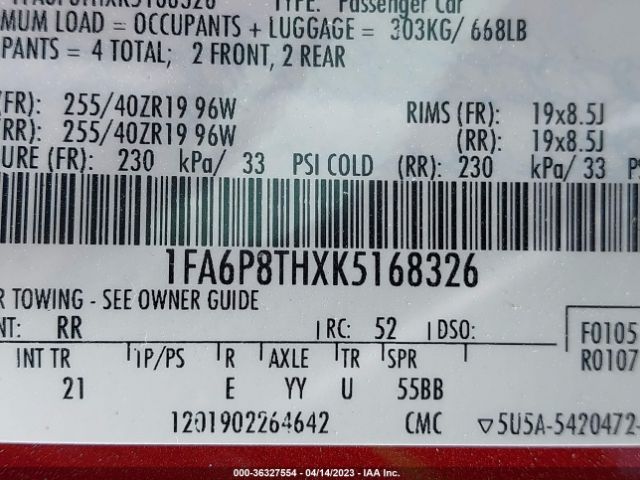 TYPE: Passenger Car
MUM LOAD = OCCUPANTS + LUGGAGE = 303KG/ 668LB
PANTS = 4 TOTAL; 2 FRONT, 2 REAR
(FR): 255/40ZR19 96W RIMS (FR): 19x8.5J
(RR): 255/40ZR19 96W (RR): 19x8.5J
URE (FR): 230 kPa/ 33 PSI COLD (RR): 230 kPa/ 33 PS
1FA6P8THXK5168326
R TOWING - SEE OWNER GUIDE
NT: RR RC: 52 DSO: F0105
INT TR TP/PS R AXLE TR SPR R0107
21 E YY U 55BB
1201902264642 CMC ▽5U5A-5420472-
000-36327554 - 04/14/2023 - IAA Inc.